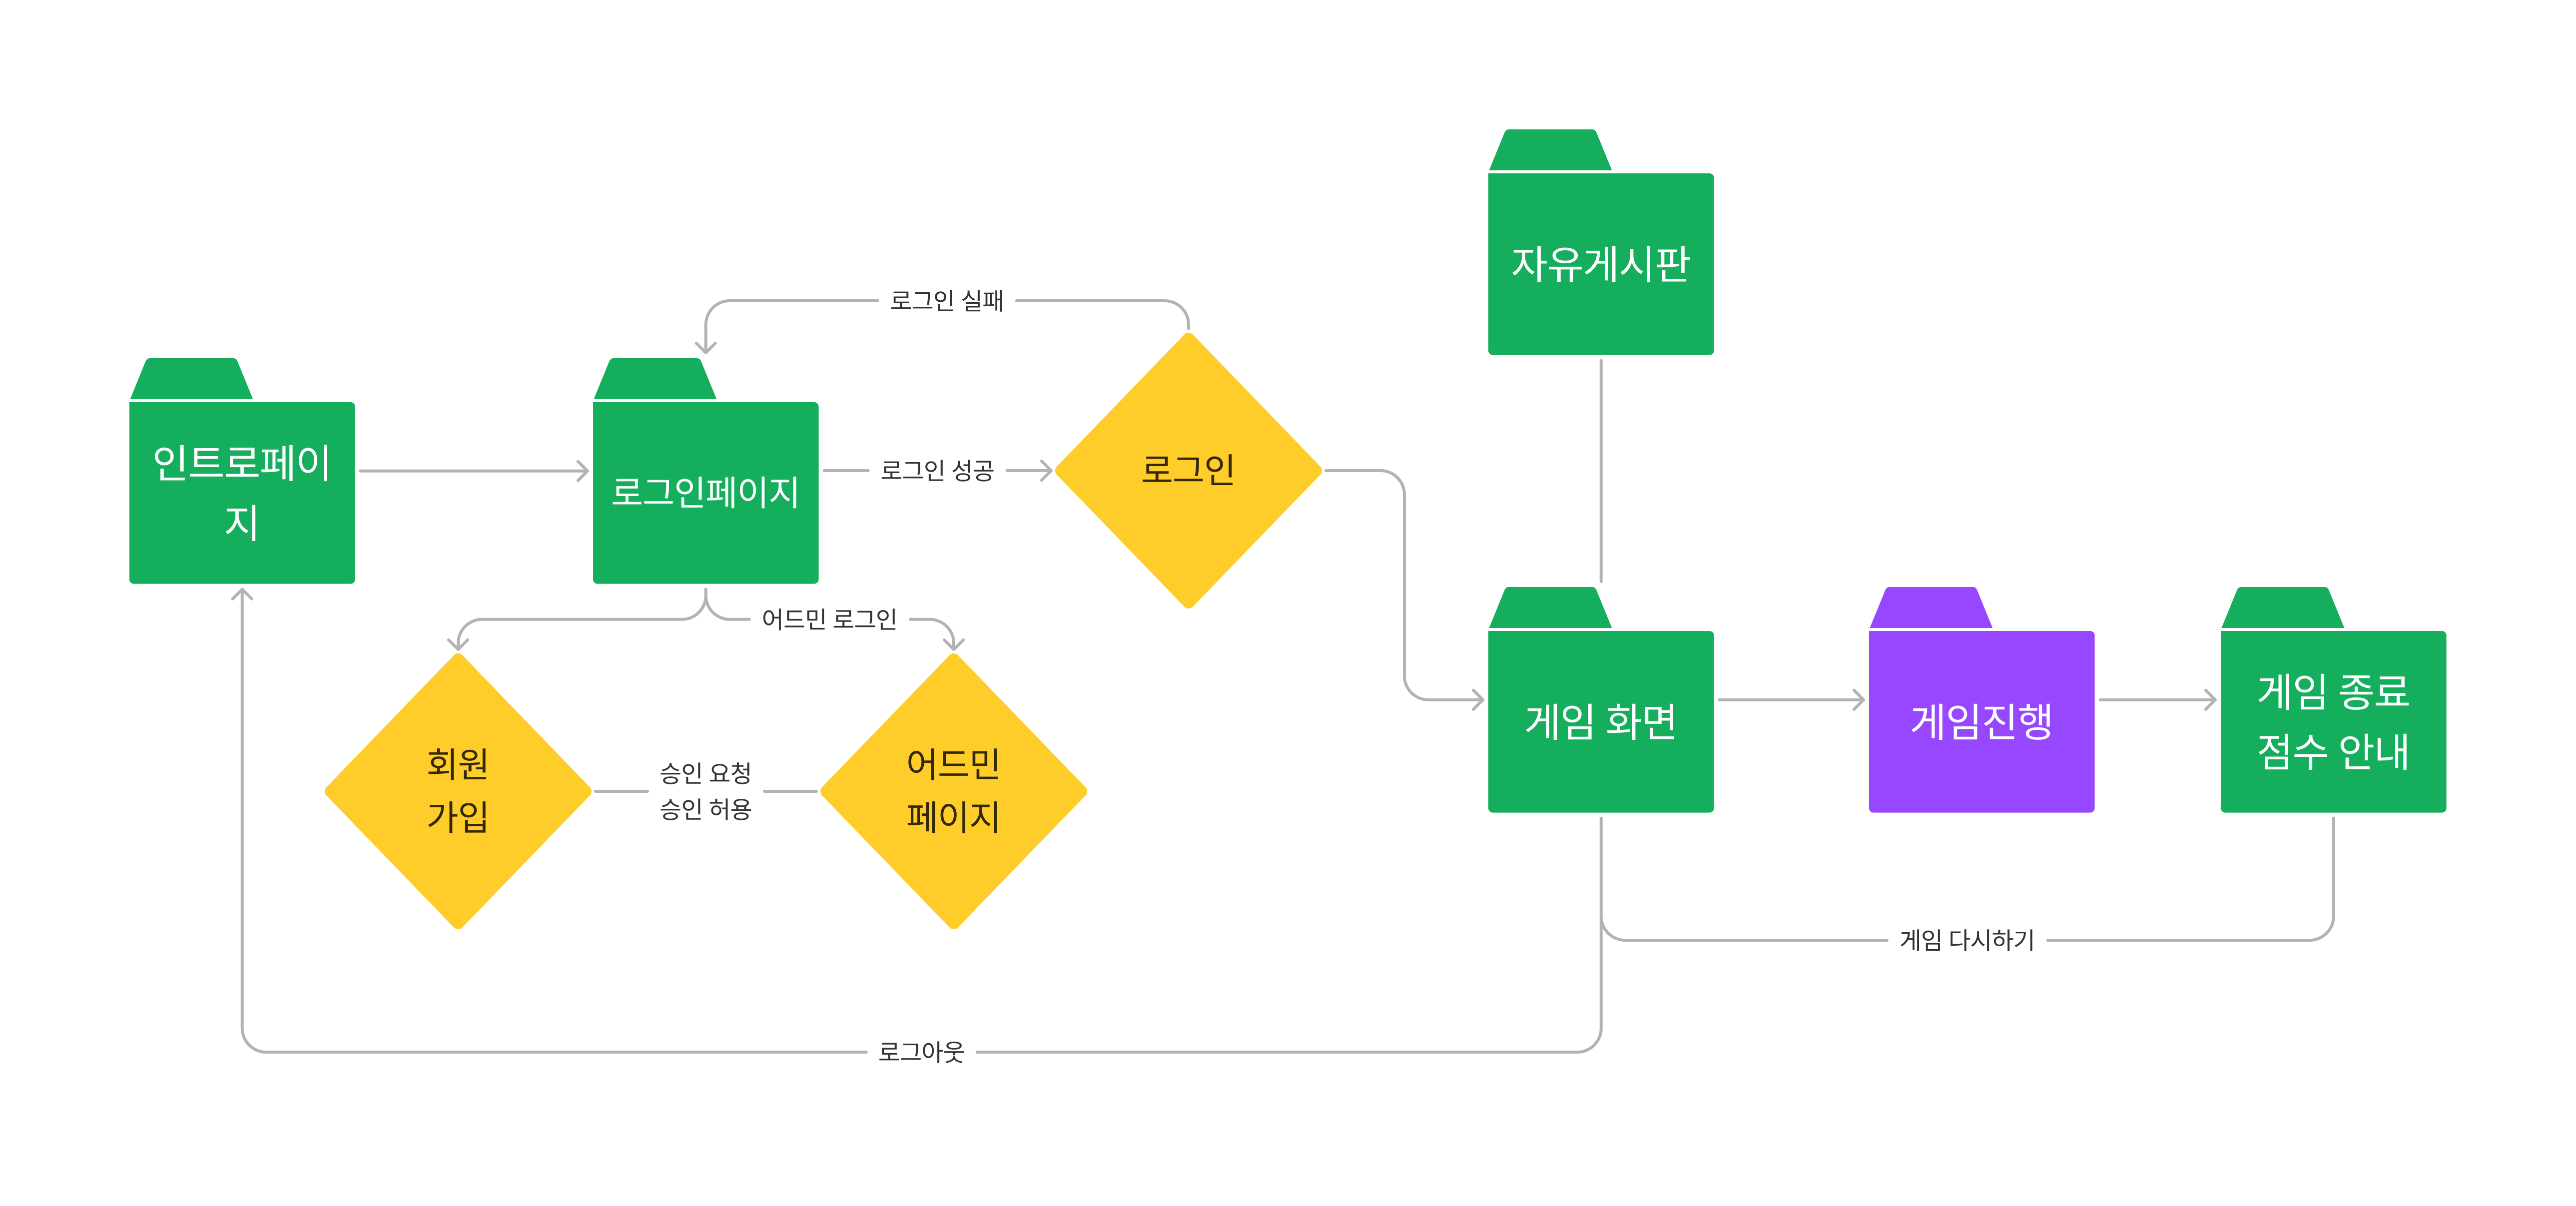 자유게시판
로그인 실패
인트로페이
지
로그인페이지
로그인 성공
로그인
어드민 로그인
회원
가입
승인 요청
승인 허용
어드민
페이지
게임 화면
게임진행
게임 종료
점수 안내
게임 다시하기
로그아웃